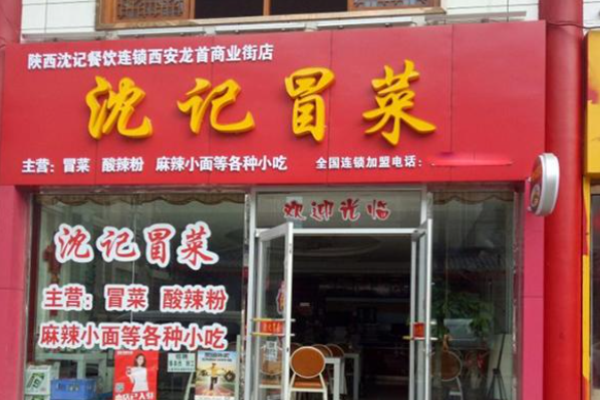 陕西沈记餐饮连锁西安龙首商业街店
沈记冒菜
主营：冒菜 酸辣粉 麻辣小面等各种小吃 全国连锁加盟电话：
欢迎光临
沈记冒菜
主营：冒菜 酸辣粉
麻辣小面等各种小吃